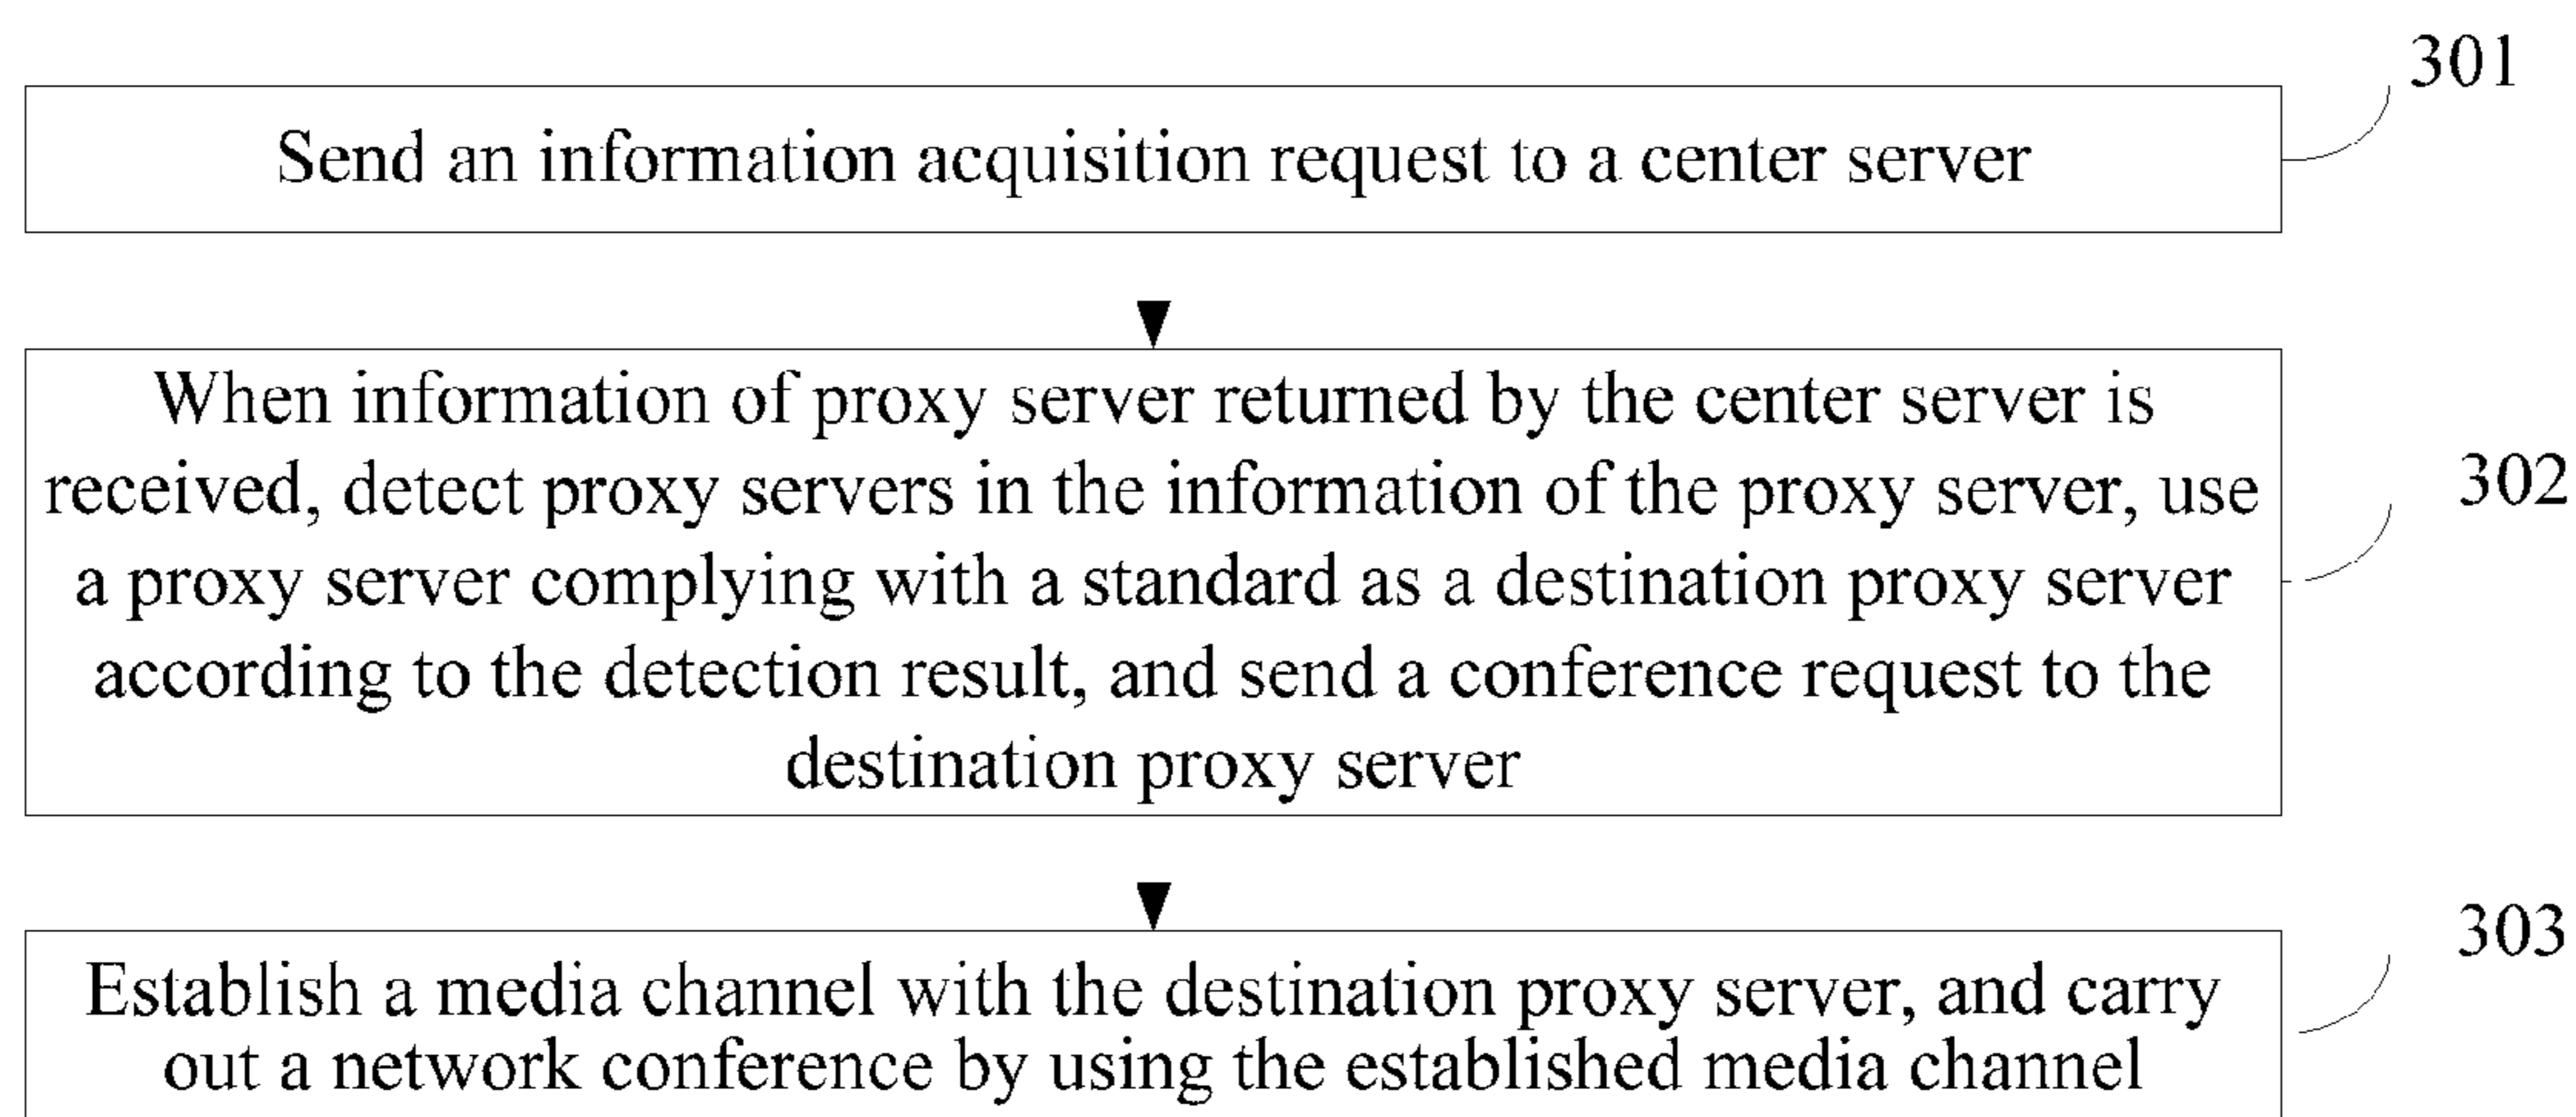 301
Send an information acquisition request to a center server
When information of proxy server returned by the center server is
received, detect proxy servers in the information of the proxy server, use
302
a proxy server complying with a standard as a destination proxy server
according to the detection result, and send a conference request to the
destination proxy server
303
Establish a media channel with the destination proxy server, and carry
out a network conference by using the established media channel